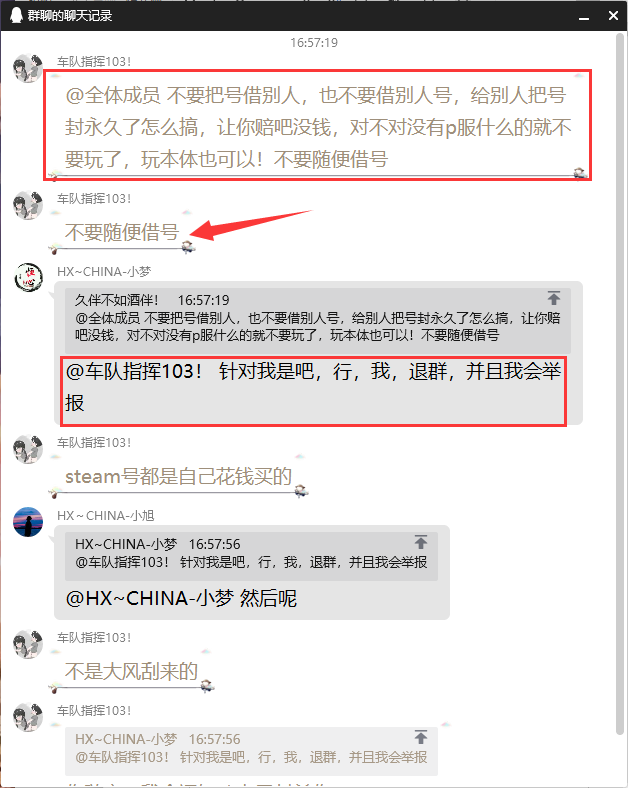 群聊的聊天记录
16:57:19
车队指挥103！
@全体成员 不要把号借别人，也不要借别人号，给别人把号
封永久了怎么搞，让你赔吧没钱，对不对没有p服什么的就不
要玩了，玩本体也可以！不要随便借号
车队指挥103！
不要随便借号
HX~CHINA-小梦
久伴不如酒伴！ 16:57:19
@全体成员 不要把号借别人，也不要借别人号，给别人把号封永久了怎么搞，让你赔
吧没钱，对不对没有p服什么的就不要玩了，玩本体也可以！不要随便借号
@车队指挥103！ 针对我是吧，行，我，退群，并且我会举
报
车队指挥103！
steam号都是自己花钱买的
HX~CHINA-小旭
HX~CHINA-小梦 16:57:56
@车队指挥103！ 针对我是吧，行，我，退群，并且我会举报
@HX~CHINA-小梦 然后呢
车队指挥103！
不是大风刮来的
车队指挥103！
HX~CHINA-小梦 16:57:56
@车队指挥103！ 针对我是吧，行，我，退群，并且我会举报